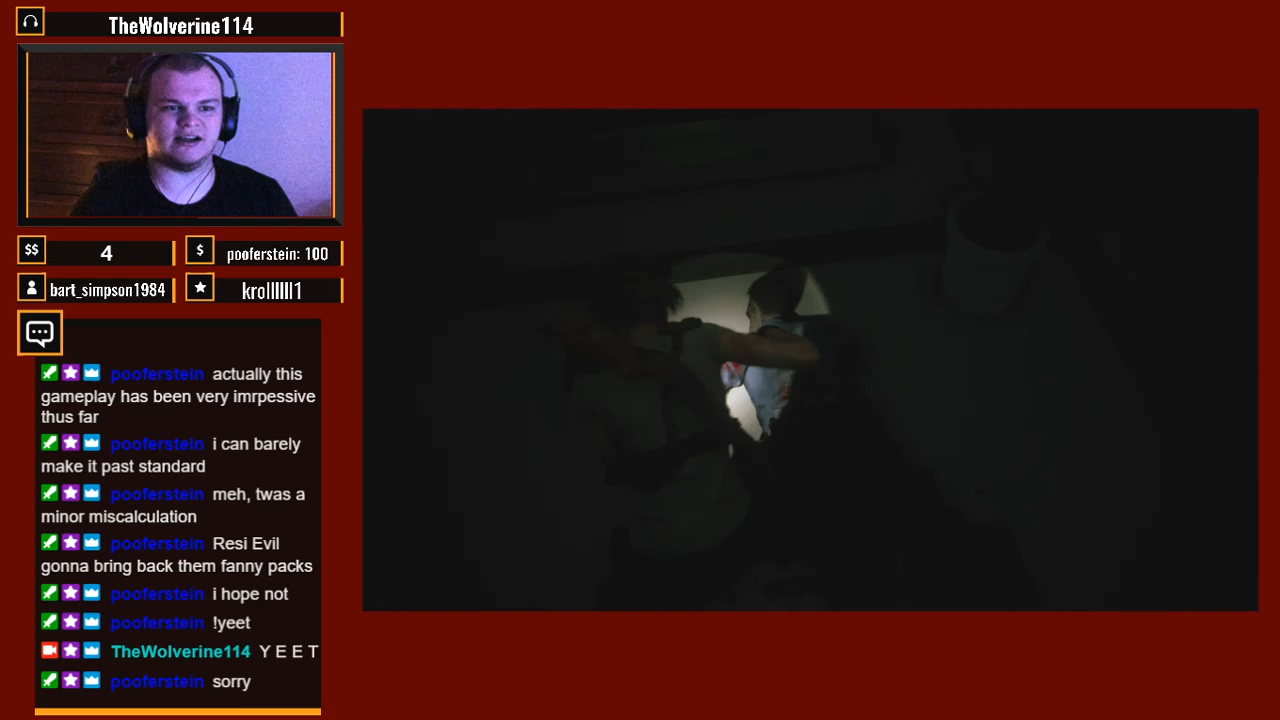 TheWolverine114
$$ 4 $ pooferstein: 100
bart_simpson1984
pooferstein actually this
gameplay has been very imrpessive
thus far
pooferstein i can barely
make it past standard
pooferstein meh, twas a
minor miscalculation
pooferstein Resi Evil
gonna bring back them fanny packs
pooferstein i hope not
pooferstein !yeet
TheWolverine114 Y E E T
pooferstein sorry